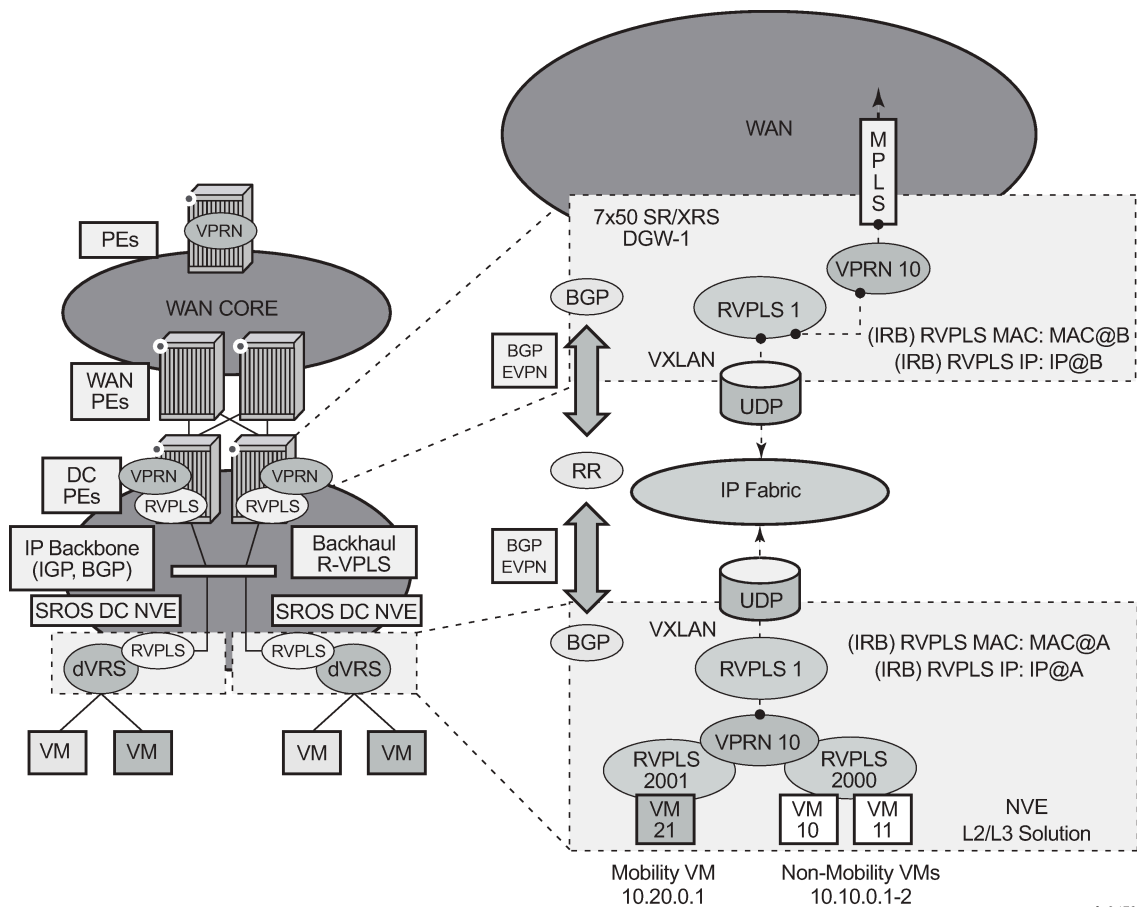 VPRN
PEs
WAN CORE
WAN
PEs
DC
PEs
VPRN
VPRN
RVPLS
RVPLS
IP Backbone
(IGP, BGP)
Backhaul
R-VPLS
SROS DC NVE
SROS DC NVE
RVPLS
RVPLS
dVRS
dVRS
VM
VM
VM
VM
WAN
MPLS
7x50 SR/XRS
DGW-1
VPRN 10
BGP
RVPLS 1
(IRB) RVPLS MAC: MAC@B
(IRB) RVPLS IP: IP@B
BGP
EVPN
VXLAN
UDP
RR
IP Fabric
BGP
EVPN
UDP
VXLAN
BGP
(IRB) RVPLS MAC: MAC@A
(IRB) RVPLS IP: IP@A
RVPLS 1
VPRN 10
RVPLS
2001
RVPLS
2000
VM
21
VM
10
VM
11
NVE
L2/L3 Solution
Mobility VM
10.20.0.1
Non-Mobility VMs
10.10.0.1-2